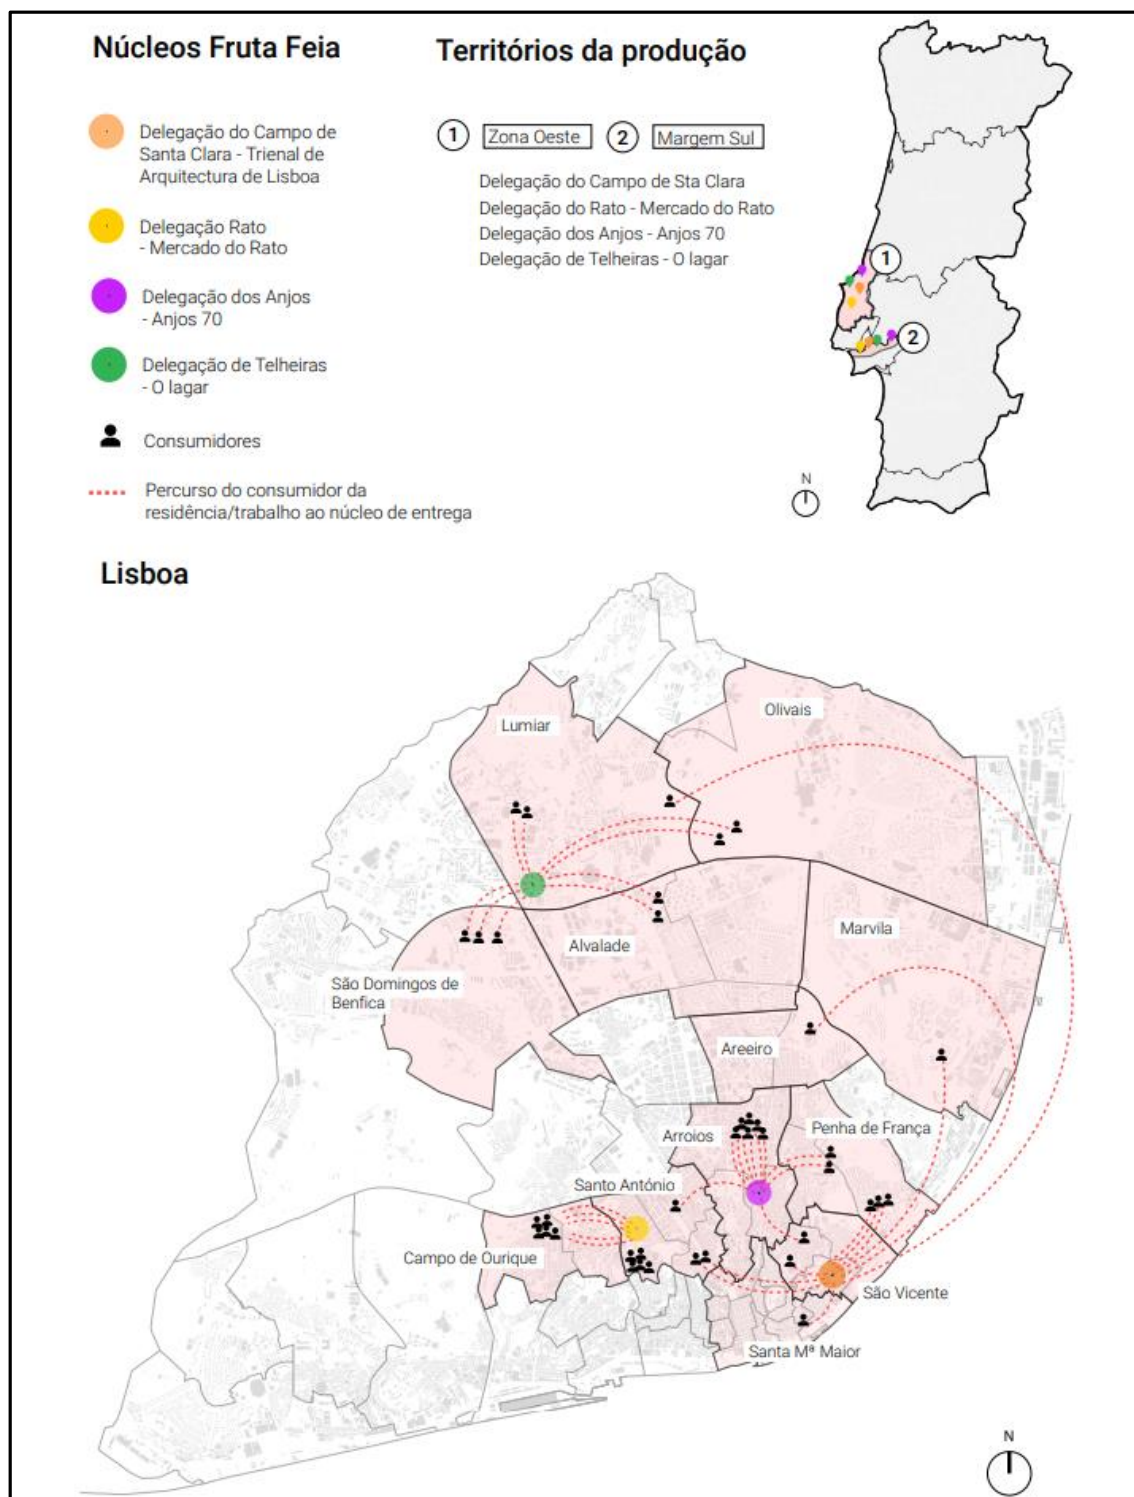 Núcleos Fruta Feia
Delegação do Campo de
Santa Clara - Trienal de
Arquitectura de Lisboa
Delegação Rato
- Mercado do Rato
Delegação dos Anjos
- Anjos 70
Delegação de Telheiras
- O lagar
Consumidores
Percurso do consumidor da
residência/trabalho ao núcleo de entrega
Territórios da produção
1 Zona Oeste 2 Margem Sul
Delegação do Campo de Sta Clara
Delegação do Rato - Mercado do Rato
Delegação dos Anjos - Anjos 70
Delegação de Telheiras - O lagar
1
2
N
Lisboa
Olivais
Lumiar
Marvila
Alvalade
São Domingos de
Benfica
Areeiro
Penha de França
Arroios
Santo António
Campo de Ourique
São Vicente
Santa Mª Maior
N